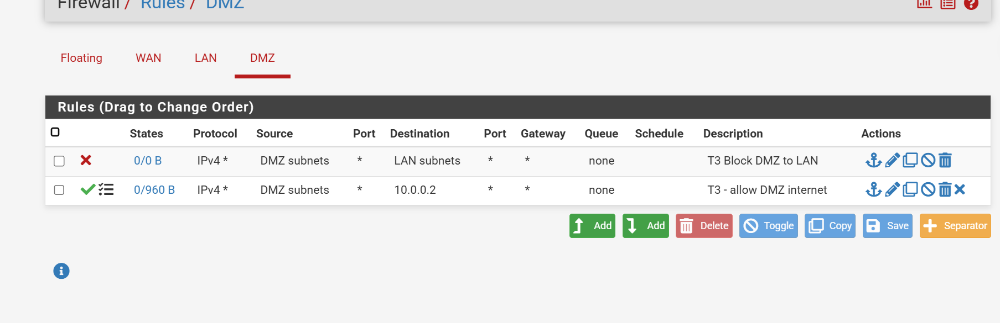 Firewall / Rules / DMZ
Floating WAN LAN DMZ
Rules (Drag to Change Order)
States Protocol Source Port Destination Port Gateway Queue Schedule Description Actions
0/0 B IPv4 * DMZ subnets * LAN subnets * * none T3 Block DMZ to LAN
0/960 B IPv4 * DMZ subnets * 10.0.0.2 * * none T3 - allow DMZ internet
Add Add Delete Toggle Copy Save Separator